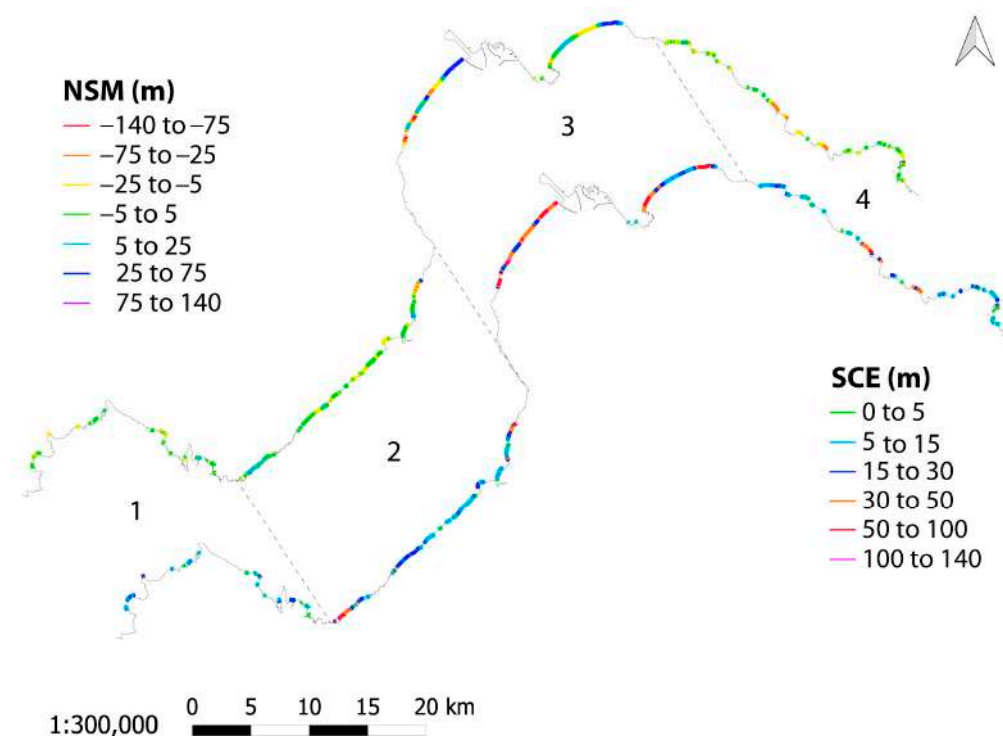 NSM (m)
−140 to −75
−75 to −25
−25 to −5
−5 to 5
5 to 25
25 to 75
75 to 140
3
4
2
1
SCE (m)
0 to 5
5 to 15
15 to 30
30 to 50
50 to 100
100 to 140
0 5 10 15 20 km
1:300,000